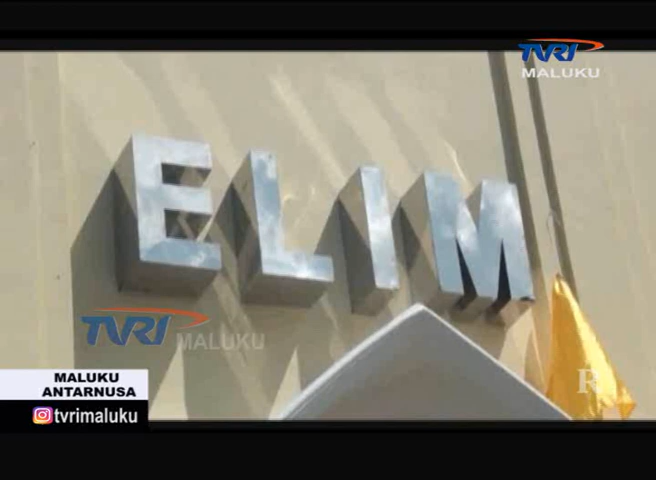 TVRI
MALUKU
ELIM
TVRI MALUKU
R
MALUKU
ANTARNUSA
tvrimaluku